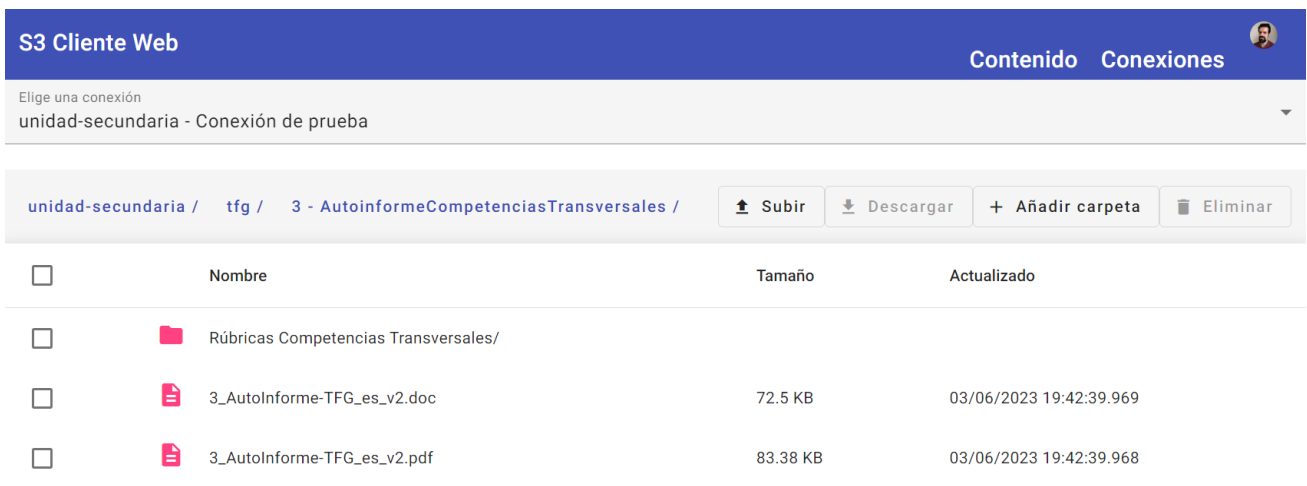 S3 Cliente Web
Contenido Conexiones
Elige una conexión
unidad-secundaria - Conexión de prueba
unidad-secundaria / tfg / 3 - AutoinformeCompetenciasTransversales / Subir Descargar + Añadir carpeta Eliminar
Nombre Tamaño Actualizado
Rúbricas Competencias Transversales/
3_AutoInforme-TFG_es_v2.doc 72.5 KB 03/06/2023 19:42:39.969
3_AutoInforme-TFG_es_v2.pdf 83.38 KB 03/06/2023 19:42:39.968